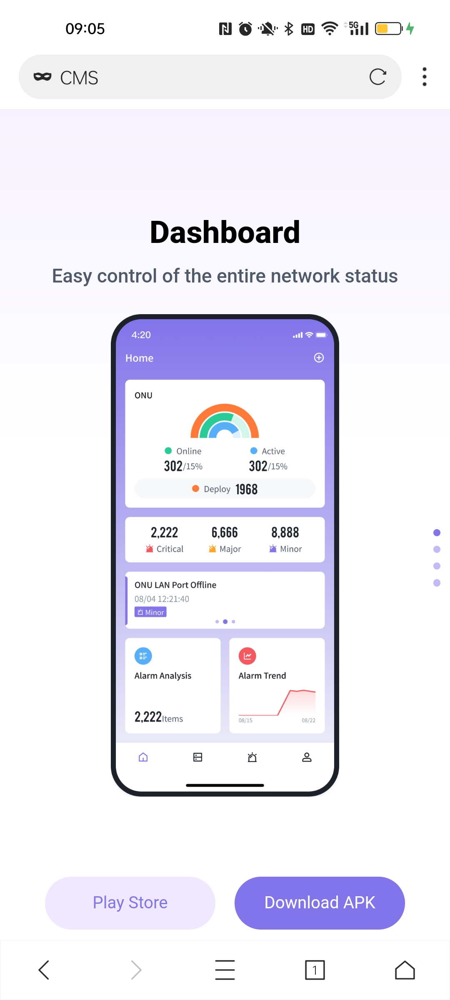 09:05
HD
5G
CMS
Dashboard
Easy control of the entire network status
4:20
Home
ONU
Online
Active
302/15%
302/15%
Deploy 1968
2,222
6,666
8,888
Critical
Major
Minor
ONU LAN Port Offline
08/04 12:21:40
Minor
Alarm Analysis
Alarm Trend
2,222Items
08/15
08/22
Play Store
Download APK
1